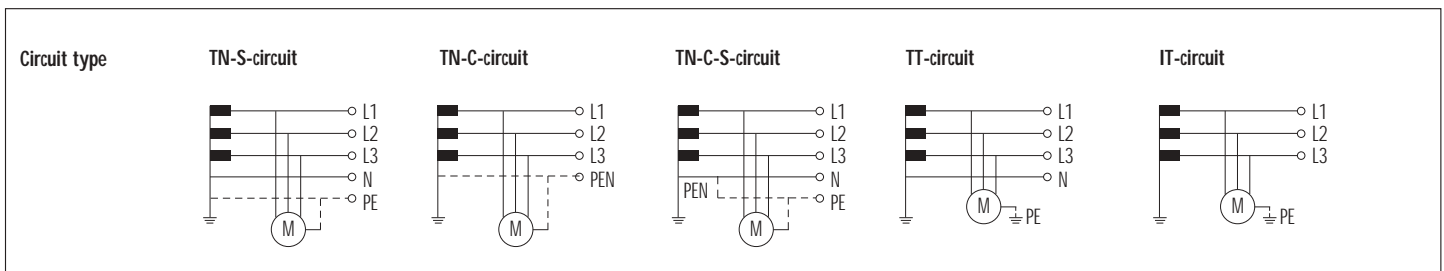 Circuit type
TN-S-circuit
L1
L2
L3
N
PE
M
TN-C-circuit
L1
L2
L3
PEN
M
TN-C-S-circuit
L1
L2
L3
N
PEN
PE
M
TT-circuit
L1
L2
L3
N
M
PE
IT-circuit
L1
L2
L3
M
PE